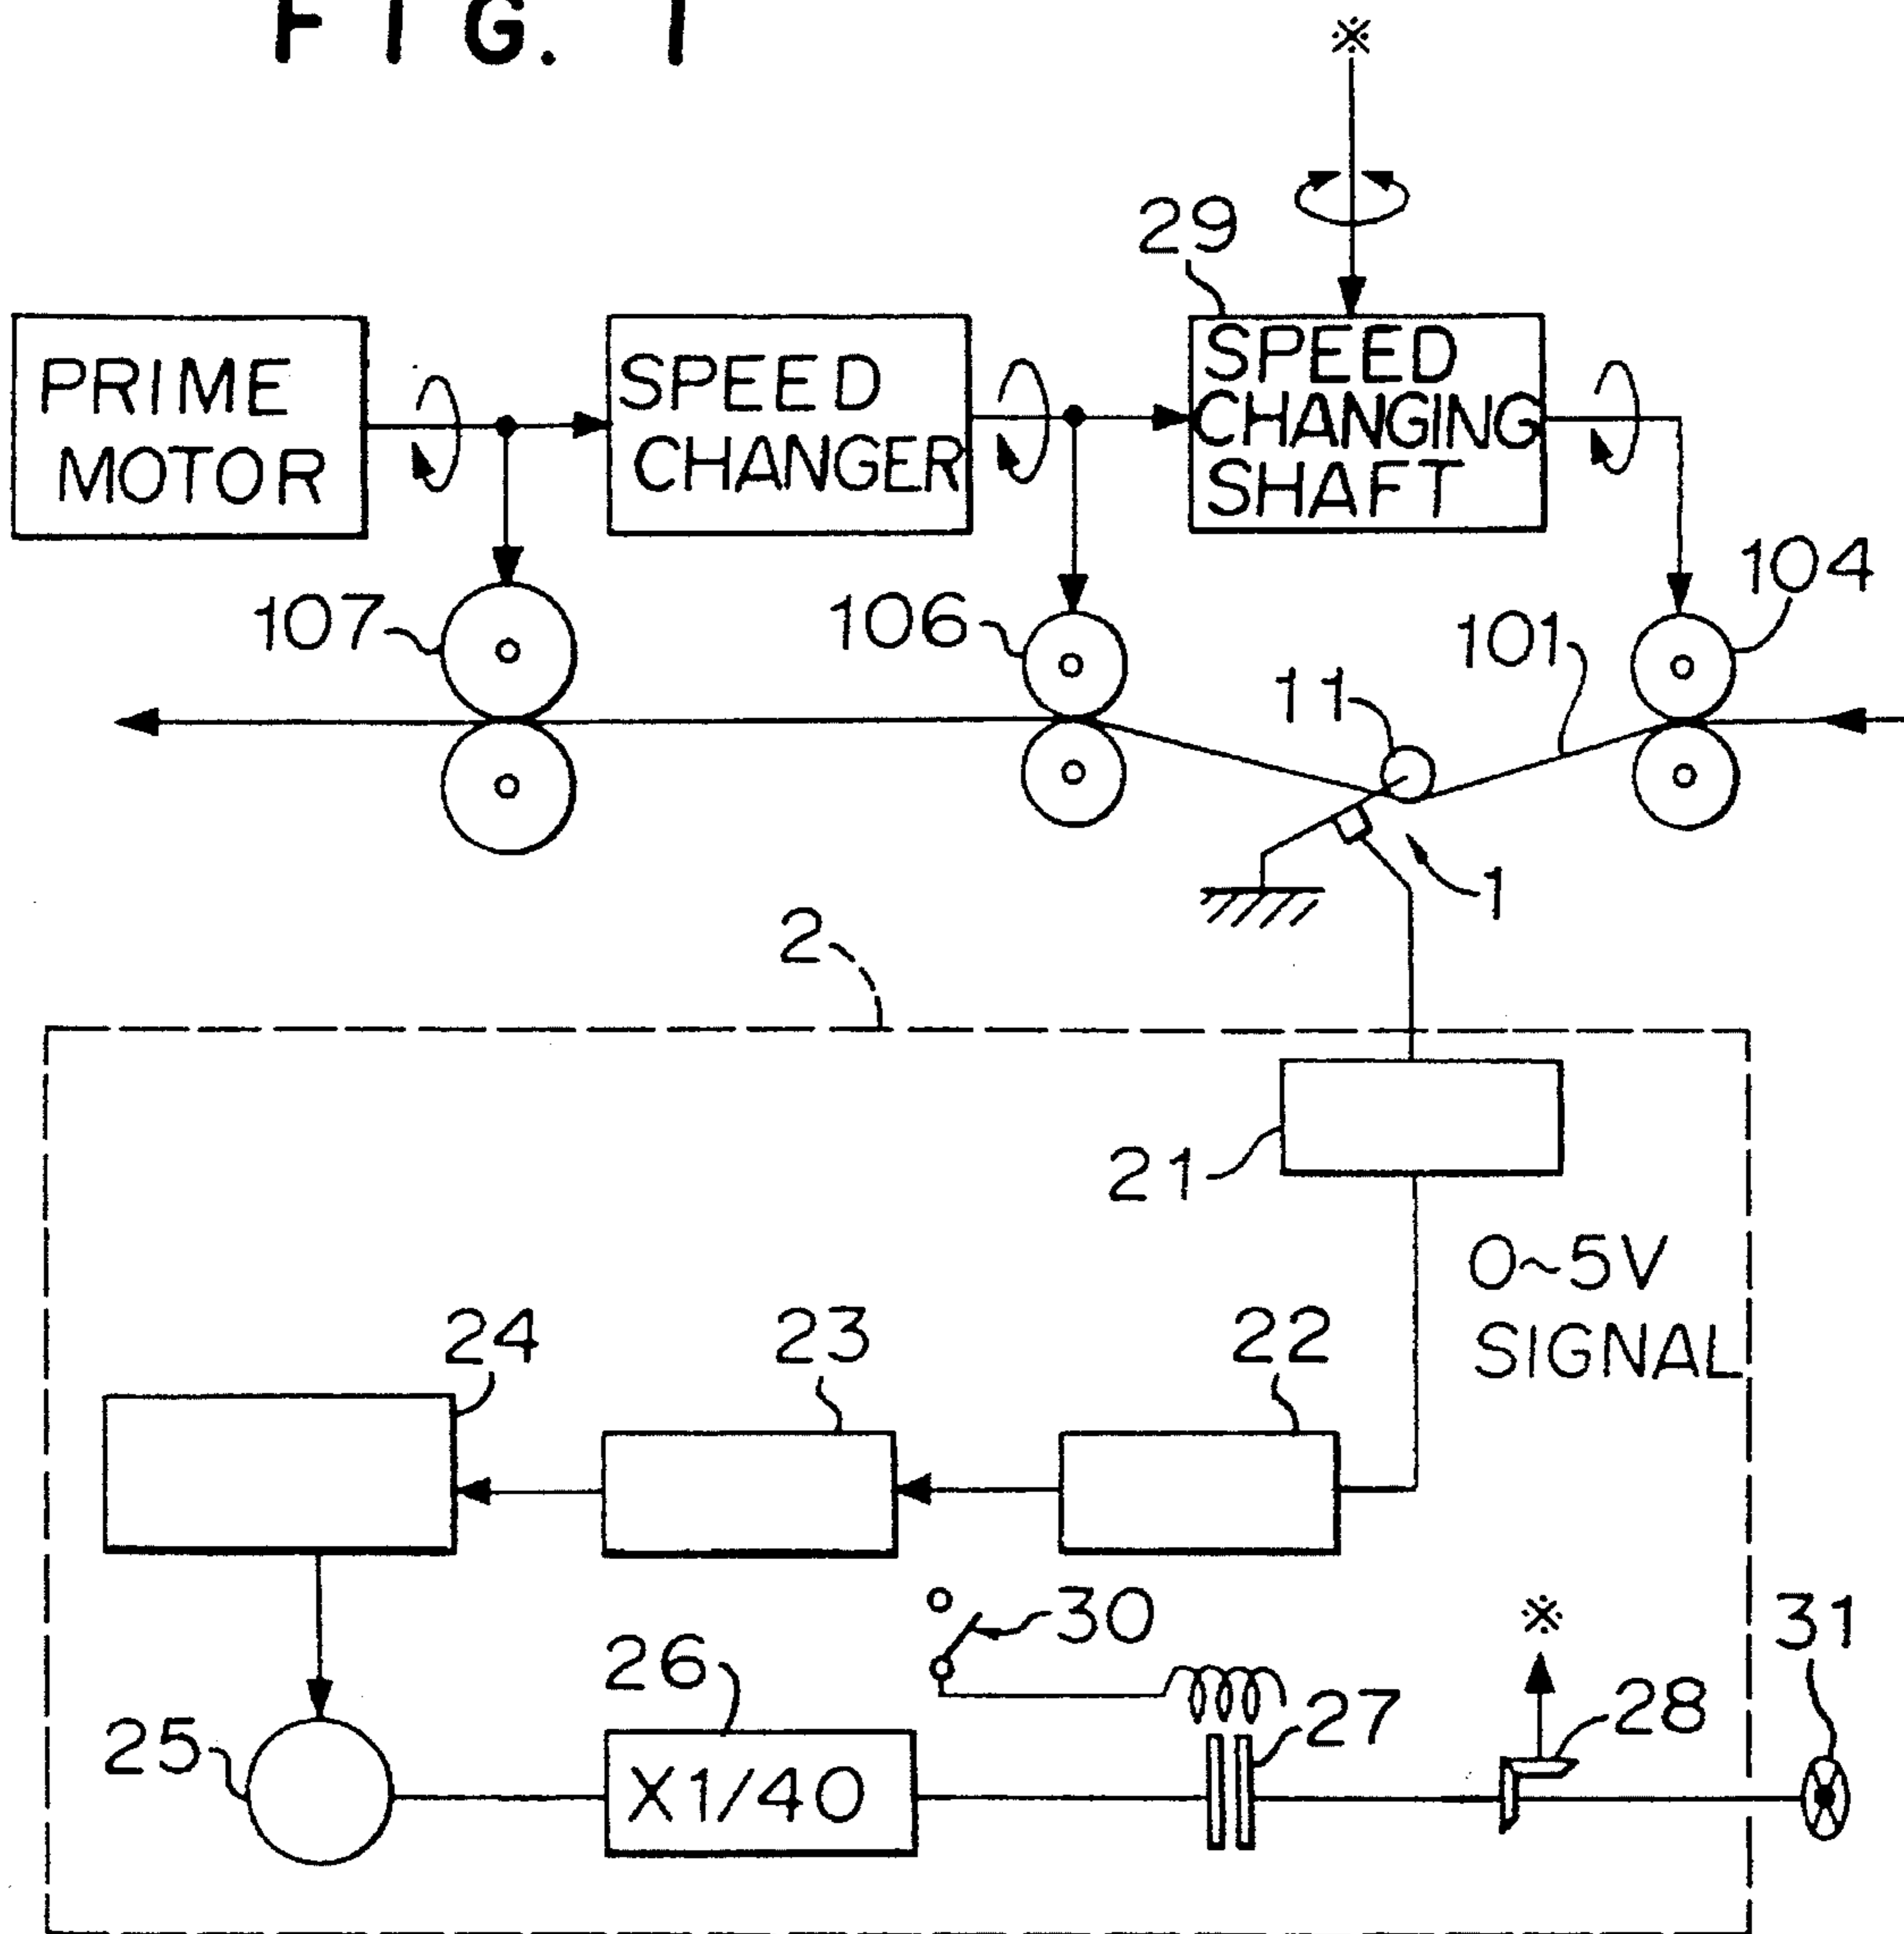 FIG. 1
※
29
PRIME
MOTOR
SPEED
CHANGER
SPEED
CHANGING
SHAFT
104
107
106
101
11
1
2
21
0~5V
SIGNAL
24
23
22
30
※
31
26
27
28
25
X1/40